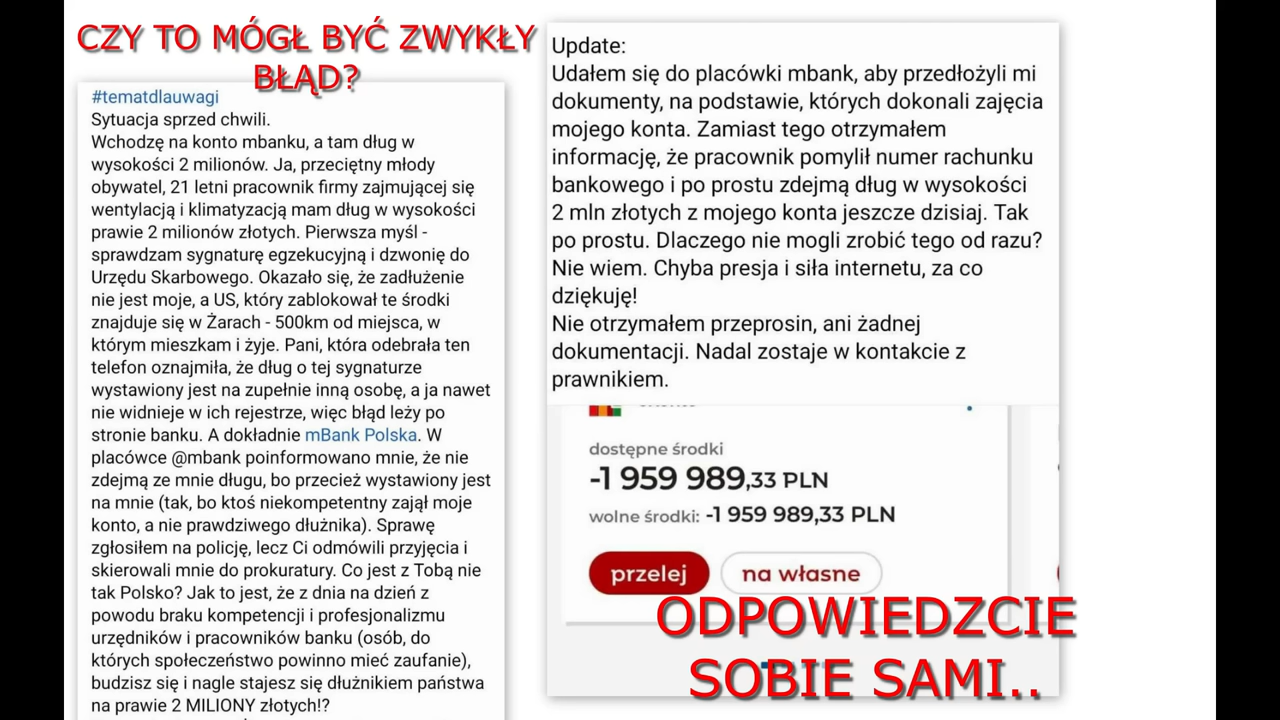 CZY TO MÓGŁ BYĆ ZWYKŁY
BŁĄD?
#tematdlauwagi
Sytuacja sprzed chwili.
Wchodzę na konto mbanku, a tam dług w
wysokości 2 milionów. Ja, przeciętny młody
obywatel, 21 letni pracownik firmy zajmującej się
wentylacją i klimatyzacją mam dług w wysokości
prawie 2 milionów złotych. Pierwsza myśl -
sprawdzam sygnaturę egzekucyjną i dzwonię do
Urzędu Skarbowego. Okazało się, że zadłużenie
nie jest moje, a US, który zablokował te środki
znajduje się w Żarach - 500km od miejsca, w
którym mieszkam i żyje. Pani, która odebrała ten
telefon oznajmiła, że dług o tej sygnaturze
wystawiony jest na zupełnie inną osobę, a ja nawet
nie widnieje w ich rejestrze, więc błąd leży po
stronie banku. A dokładnie mBank Polska. W
placówce @mbank poinformowano mnie, że nie
zdejmą ze mnie długu, bo przecież wystawiony jest
na mnie (tak, bo ktoś niekompetentny zajął moje
konto, a nie prawdziwego dłużnika). Sprawę
zgłosiłem na policję, lecz Ci odmówili przyjęcia i
skierowali mnie do prokuratury. Co jest z Tobą nie
tak Polsko? Jak to jest, że z dnia na dzień z
powodu braku kompetencji i profesjonalizmu
urzędników i pracowników banku (osób, do
których społeczeństwo powinno mieć zaufanie),
budzisz się i nagle stajesz się dłużnikiem państwa
na prawie 2 MILIONY złotych!?
Update:
Udałem się do placówki mbank, aby przedłożyli mi
dokumenty, na podstawie, których dokonali zajęcia
mojego konta. Zamiast tego otrzymałem
informację, że pracownik pomylił numer rachunku
bankowego i po prostu zdejmą dług w wysokości
2 mln złotych z mojego konta jeszcze dzisiaj. Tak
po prostu. Dlaczego nie mogli zrobić tego od razu?
Nie wiem. Chyba presja i siła internetu, za co
dziękuję!
Nie otrzymałem przeprosin, ani żadnej
dokumentacji. Nadal zostaje w kontakcie z
prawnikiem.
dostępne środki
-1 959 989,33 PLN
wolne środki: -1 959 989,33 PLN
przelej
na własne
ODPOWIEDZCIE
SOBIE SAMI..